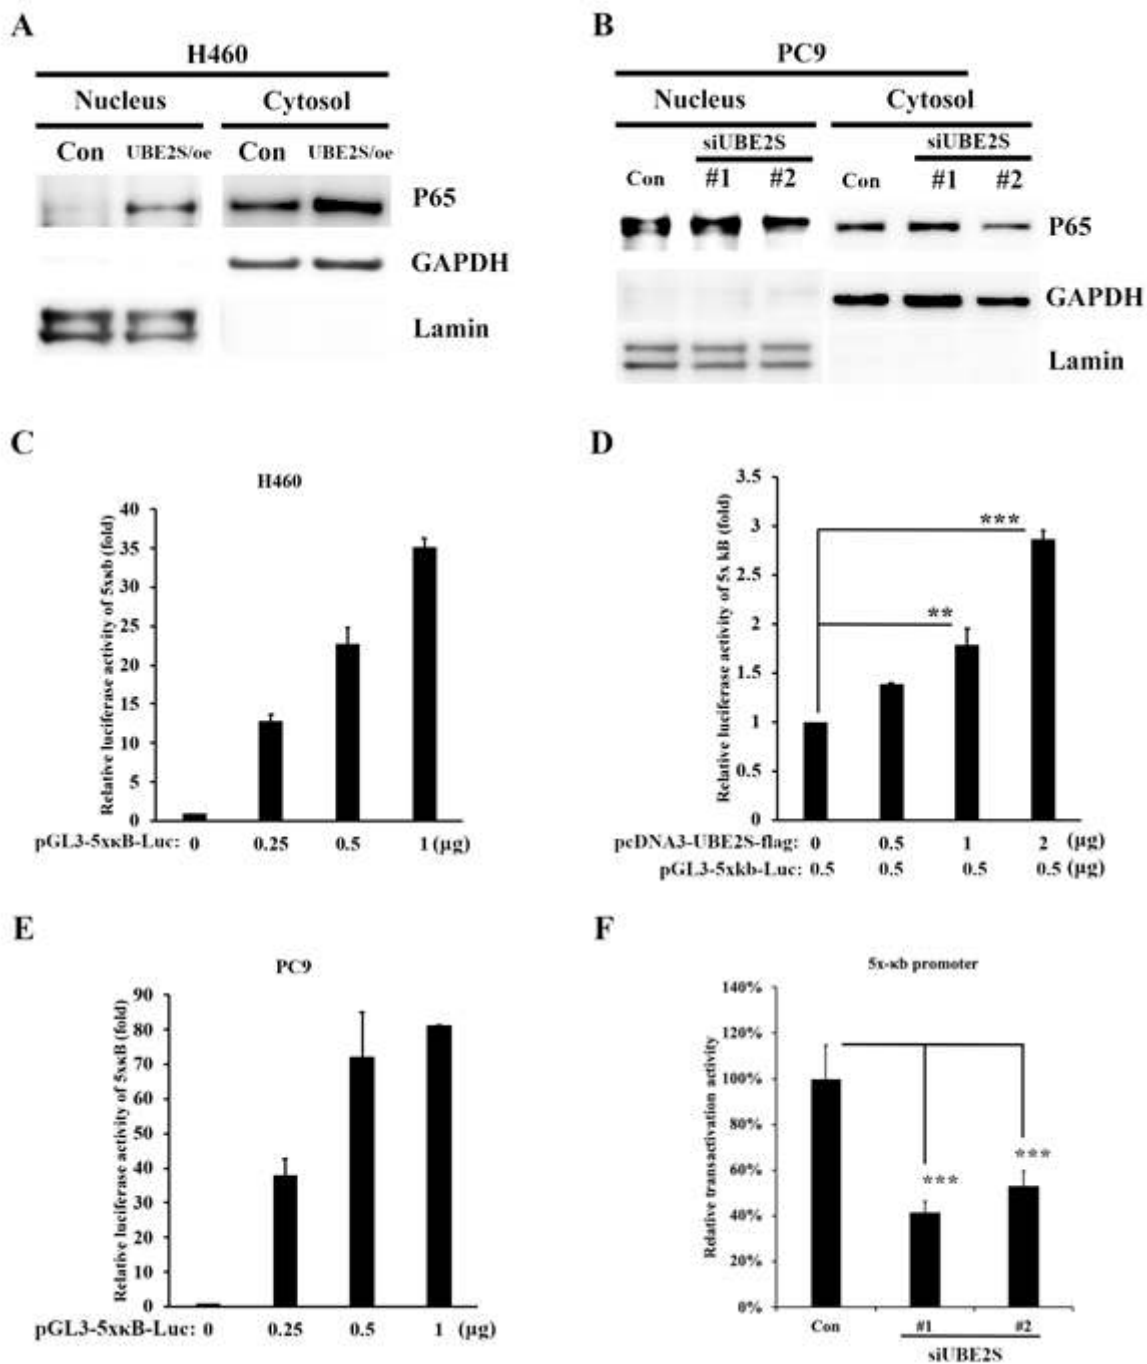 A
H460
Nucleus Cytosol
Con UBE2S/oe Con UBE2S/oe
P65
GAPDH
Lamin
B
PC9
Nucleus Cytosol
siUBE2S siUBE2S
Con #1 #2 Con #1 #2
P65
GAPDH
Lamin
C
H460
Relative luciferase activity of 5xκb (fold)
40
35
30
25
20
15
10
5
0
pGL3-5xκB-Luc: 0 0.25 0.5 1 (μg)
D
Relative luciferase activity of 5x kB (fold)
3.5
3
2.5
2
1.5
1
0.5
0
***
**
pcDNA3-UBE2S-flag: 0 0.5 1 2 (μg)
pGL3-5xkb-Luc: 0.5 0.5 0.5 0.5 (μg)
E
PC9
Relative luciferase activity of 5xκB (fold)
90
80
70
60
50
40
30
20
10
0
pGL3-5xκB-Luc: 0 0.25 0.5 1 (μg)
F
5x-κb promoter
Relative transactivation activity
140%
120%
100%
80%
60%
40%
20%
0%
*** ***
Con #1 #2
siUBE2S